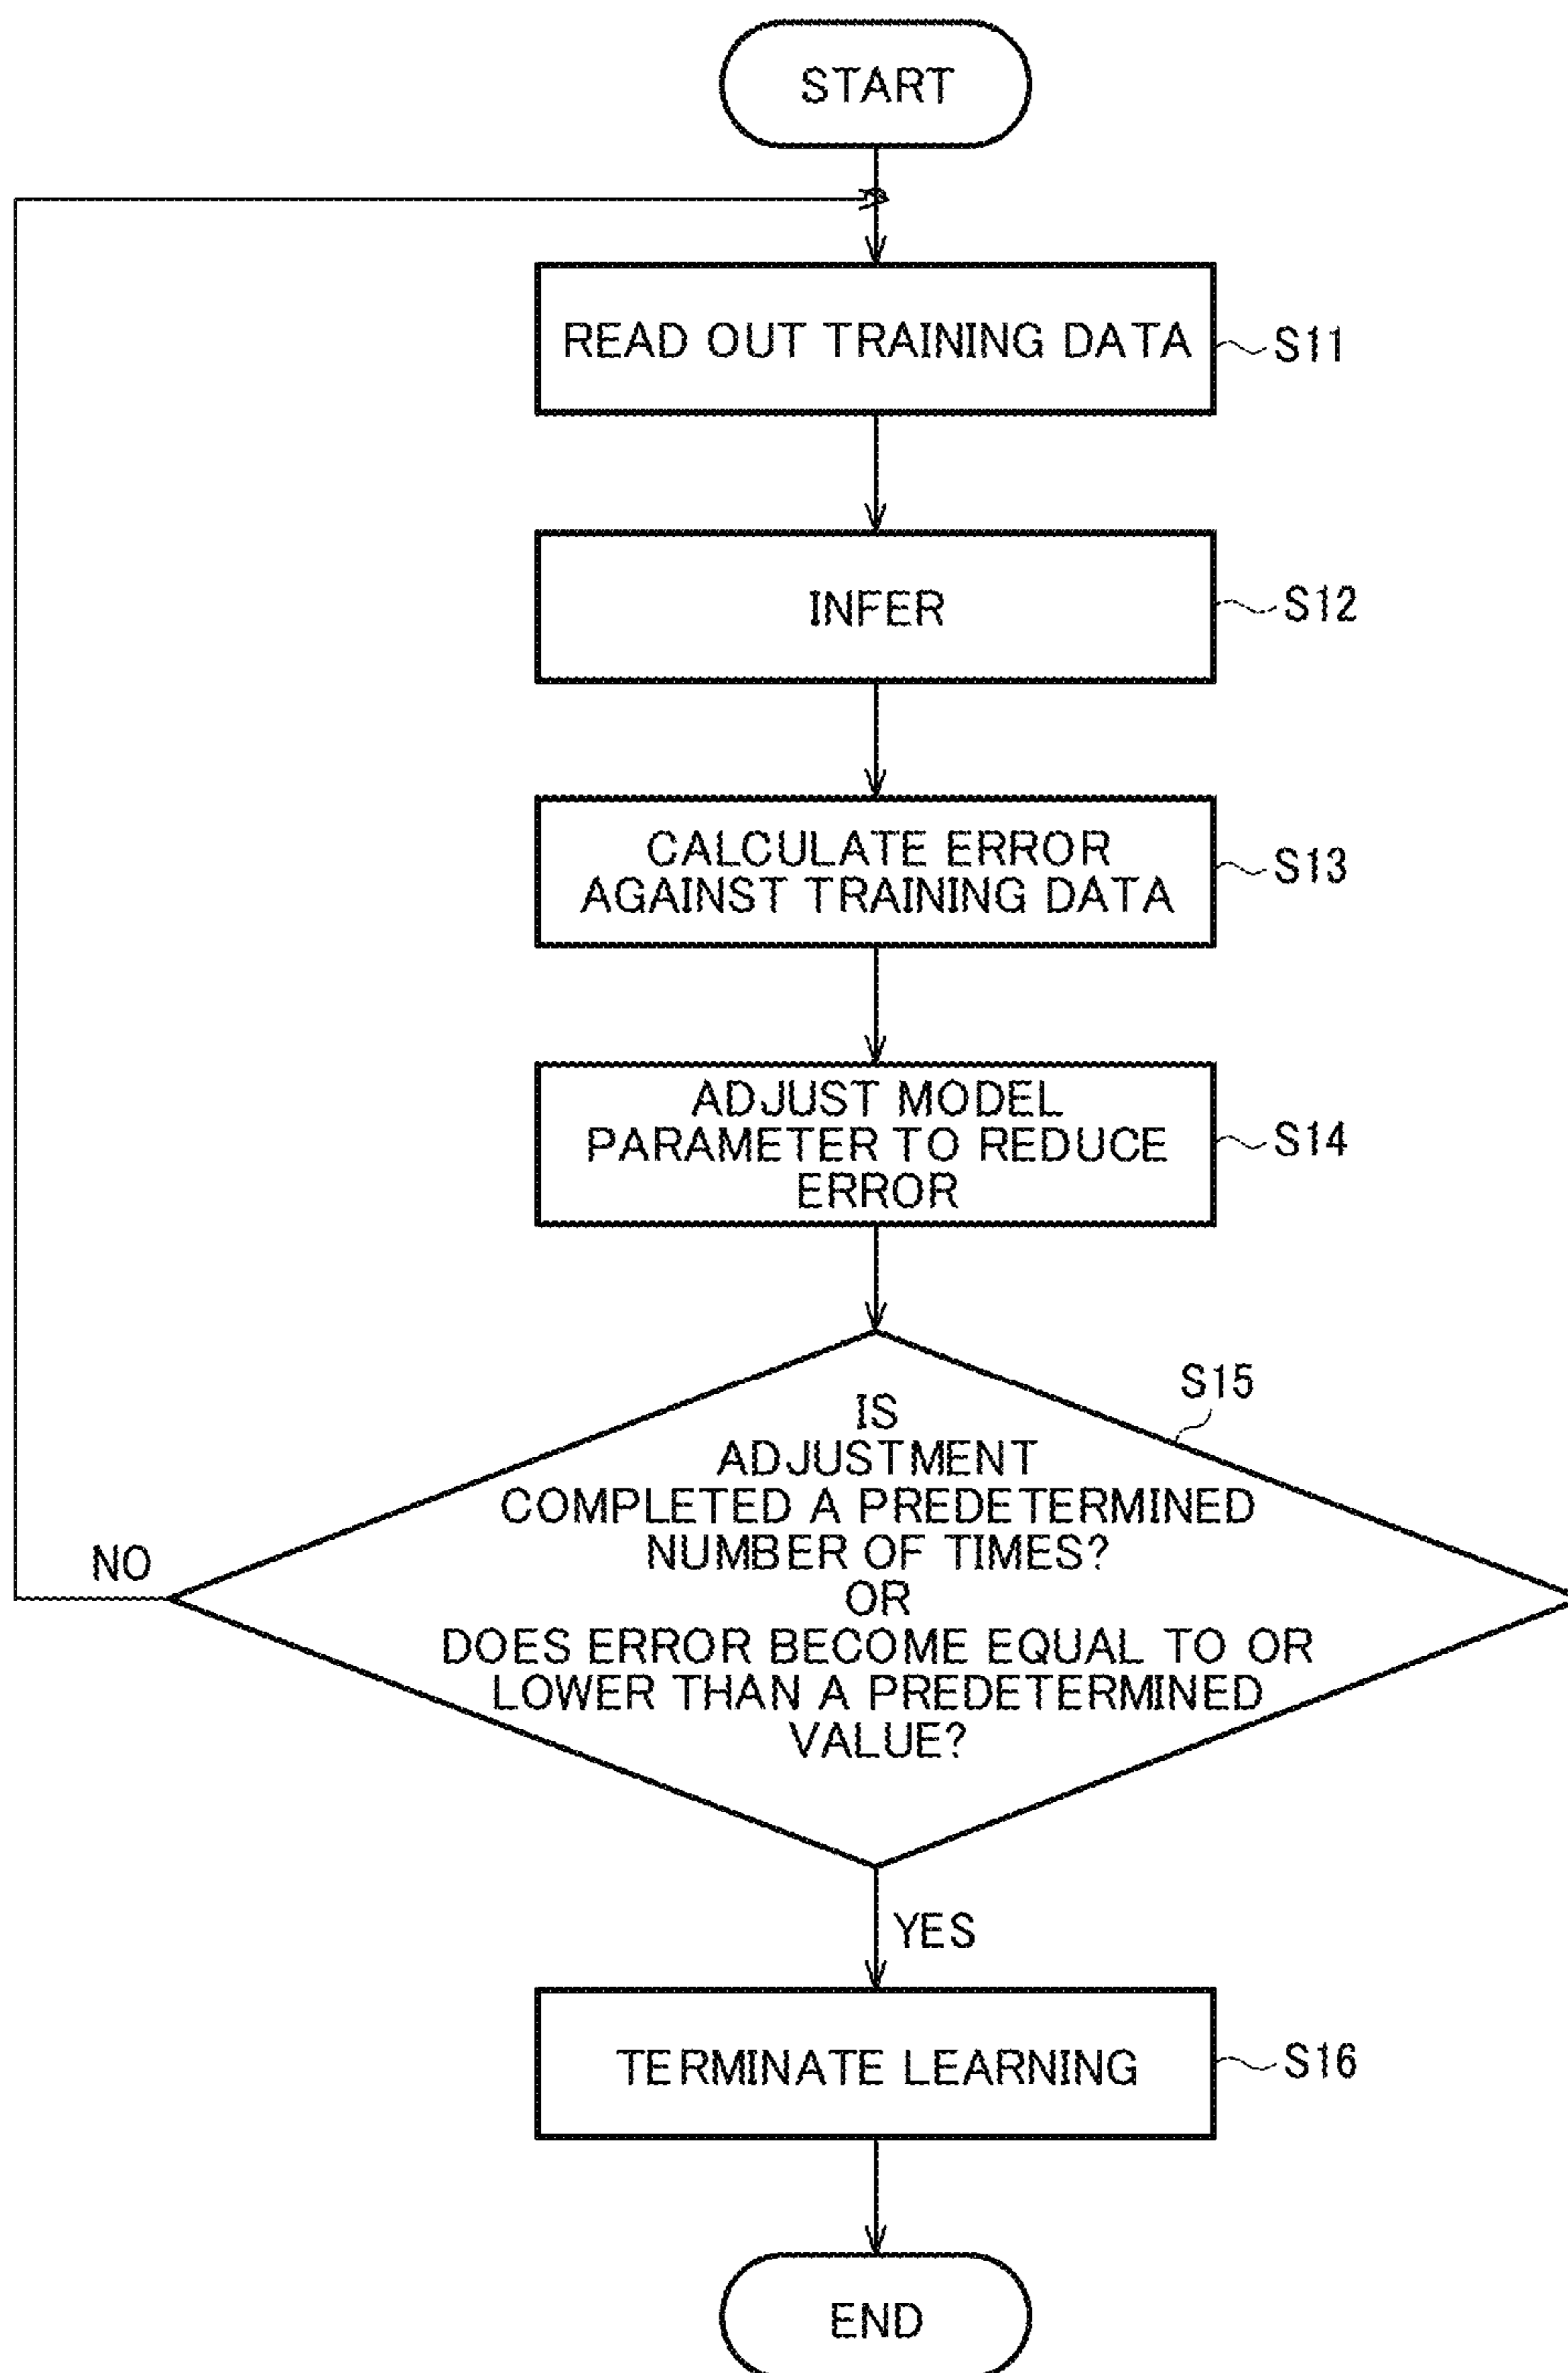 START
READ OUT TRAINING DATA
S11
INFER
S12
CALCULATE ERROR
AGAINST TRAINING DATA
S13
ADJUST MODEL
PARAMETER TO REDUCE
ERROR
S14
S15
IS
ADJUSTMENT
COMPLETED A PREDETERMINED
NUMBER OF TIMES?
OR
DOES ERROR BECOME EQUAL TO OR
LOWER THAN A PREDETERMINED
VALUE?
NO
YES
TERMINATE LEARNING
S16
END